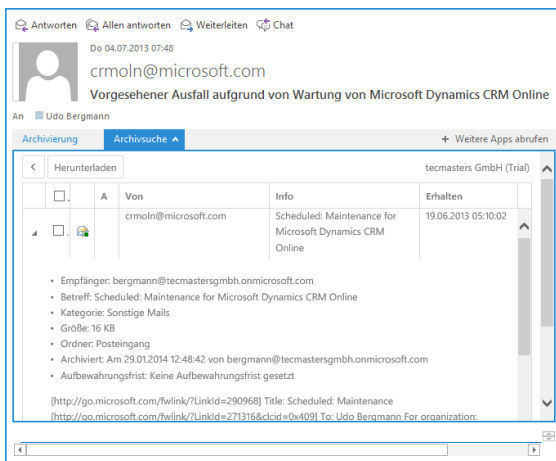 Antworten Allen antworten Weiterleiten Chat
Do 04.07.2013 07:48
crmoln@microsoft.com
Vorgesehener Ausfall aufgrund von Wartung von Microsoft Dynamics CRM Online
An Udo Bergmann
Archivierung Archivsuche + Weitere Apps abrufen
Herunterladen tecmasters GmbH (Trial)
A Von Info Erhalten
crmoln@microsoft.com Scheduled: Maintenance for 19.06.2013 05:10:02
Microsoft Dynamics CRM
Online
• Empfänger: bergmann@tecmastersgmbh.onmicrosoft.com
• Betreff: Scheduled: Maintenance for Microsoft Dynamics CRM Online
• Kategorie: Sonstige Mails
• Größe: 16 KB
• Ordner: Posteingang
• Archiviert: Am 29.01.2014 12:48:42 von bergmann@tecmastersgmbh.onmicrosoft.com
• Aufbewahrungsfrist: Keine Aufbewahrungsfrist gesetzt
[http://go.microsoft.com/fwlink/?LinkId=290968] Title: Scheduled: Maintenance
[http://go.microsoft.com/fwlink/?LinkId=271316&clcid=0x409] To: Udo Bergmann For organization: